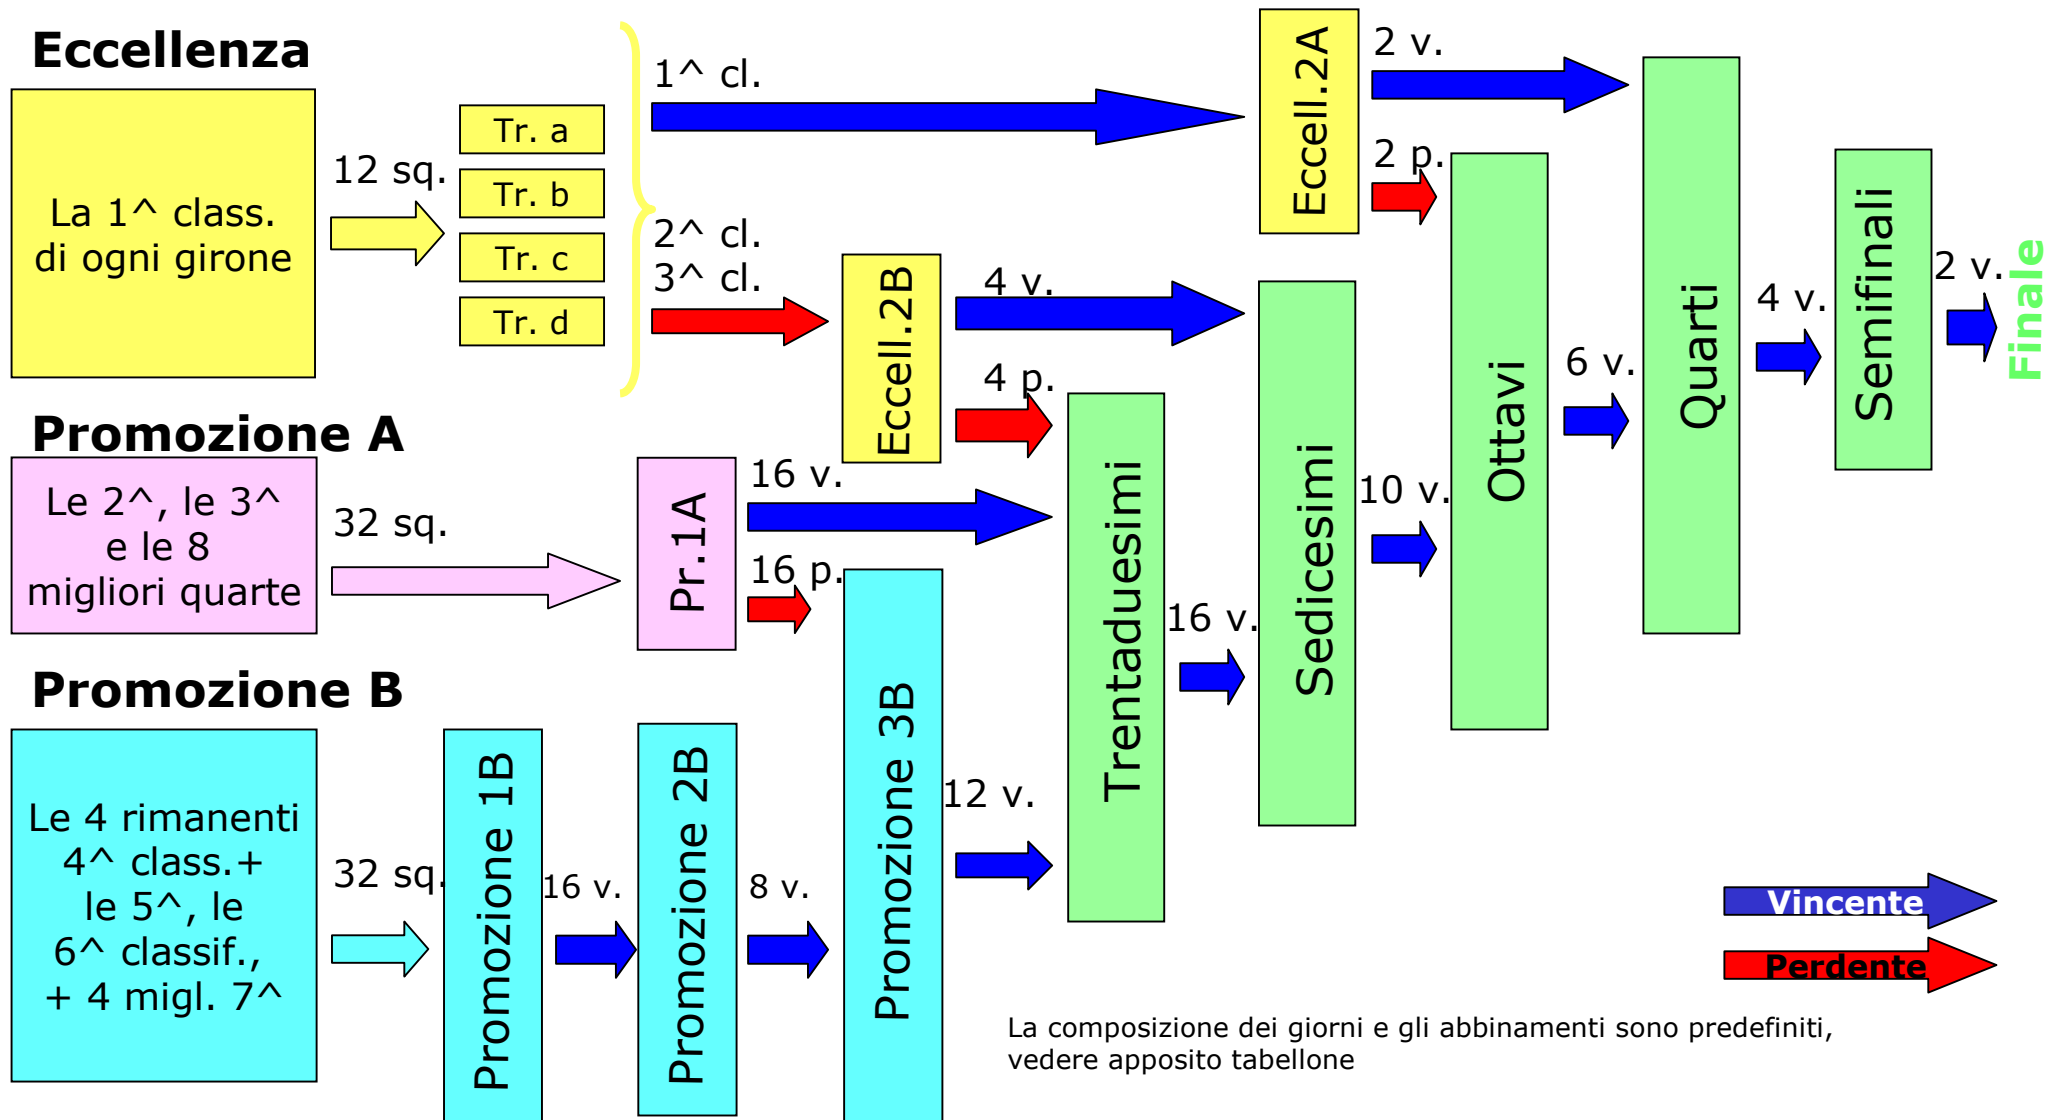 Eccellenza
La 1^ class.
di ogni girone
12 sq.
Tr. a
Tr. b
Tr. c
Tr. d
1^ cl.
2^ cl.
3^ cl.
Eccell.2A
2 v.
2 p.
Eccell.2B
4 v.
4 p.
Promozione A
Le 2^, le 3^
e le 8
migliori quarte
32 sq.
Pr.1A
16 v.
16 p.
Promozione B
Le 4 rimanenti
4^ class.+
le 5^, le
6^ classif.,
+ 4 migl. 7^
32 sq.
Promozione 1B
16 v.
Promozione 2B
8 v.
Promozione 3B
12 v.
Trentaduesimi
16 v.
Sedicesimi
10 v.
Ottavi
6 v.
Quarti
4 v.
Semifinali
2 v.
Finale
Vincente
Perdente
La composizione dei giorni e gli abbinamenti sono predefiniti,
vedere apposito tabellone